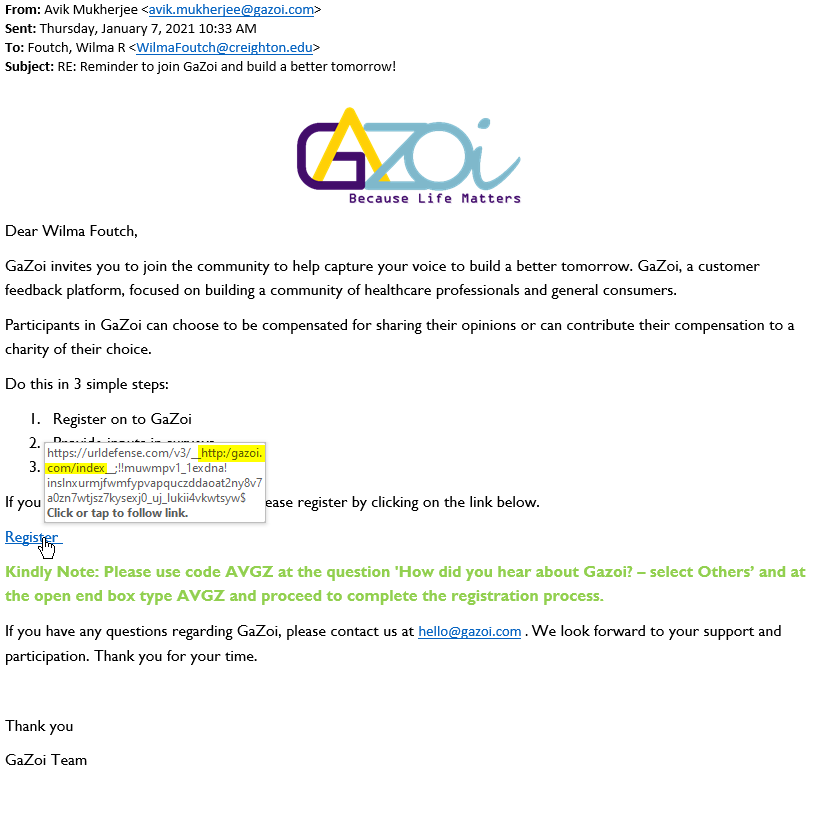 From: Avik Mukherjee <avik.mukherjee@gazoi.com>
Sent: Thursday, January 7, 2021 10:33 AM
To: Foutch, Wilma R <WilmaFoutch@creighton.edu>
Subject: RE: Reminder to join GaZoi and build a better tomorrow!
GAZOi
Because Life Matters
Dear Wilma Foutch,
GaZoi invites you to join the community to help capture your voice to build a better tomorrow. GaZoi, a customer
feedback platform, focused on building a community of healthcare professionals and general consumers.
Participants in GaZoi can choose to be compensated for sharing their opinions or can contribute their compensation to a
charity of their choice.
Do this in 3 simple steps:
1. Register on to GaZoi
2.
3.
https://urldefense.com/v3/__http:/gazoi.
com/index__;!!muwmpv1_1exdna!
inslnxurmjfwmfypvapquczddaoat2ny8v7
a0zn7wtjsz7kysexj0_uj_lukii4vkwtsyw$
Click or tap to follow link.
If you ease register by clicking on the link below.
Register
Kindly Note: Please use code AVGZ at the question 'How did you hear about Gazoi? – select Others’ and at
the open end box type AVGZ and proceed to complete the registration process.
If you have any questions regarding GaZoi, please contact us at hello@gazoi.com . We look forward to your support and
participation. Thank you for your time.
Thank you
GaZoi Team